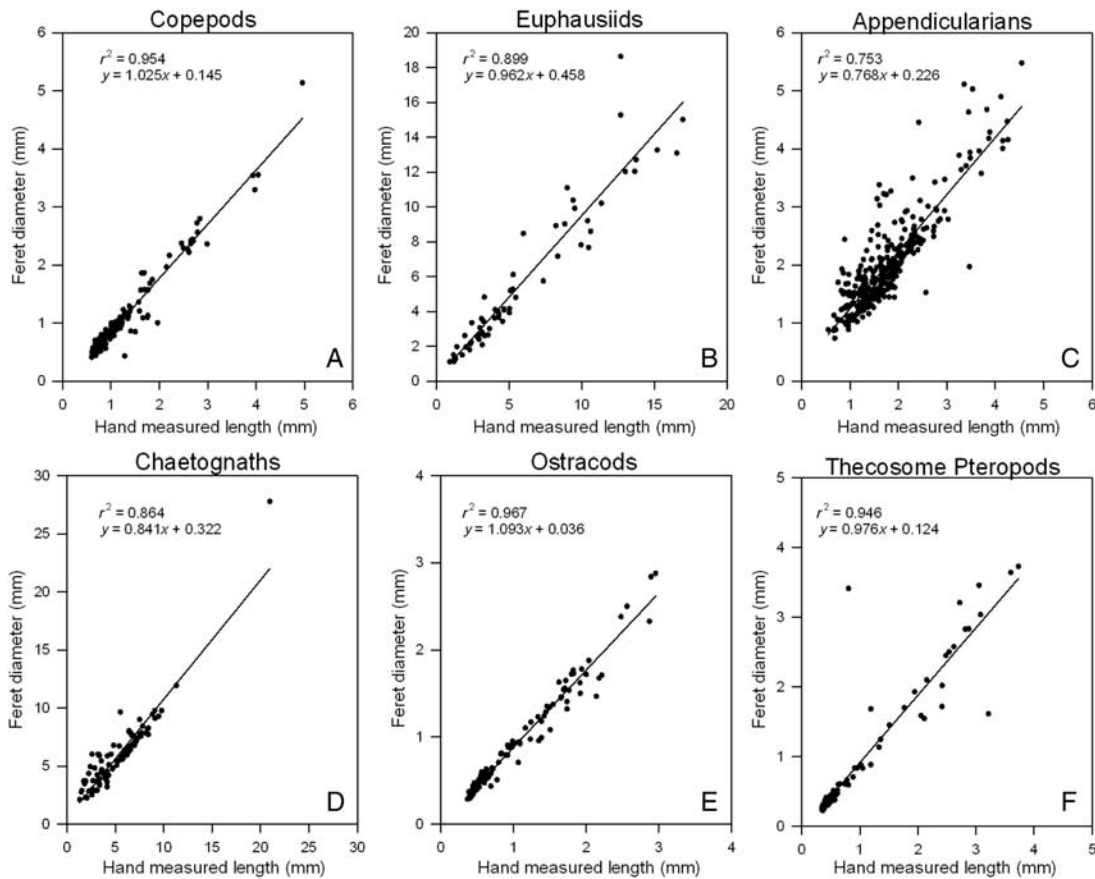 Copepods
r² = 0.954
y = 1.025x + 0.145
6
5
4
3
2
1
0
Feret diameter (mm)
0 1 2 3 4 5 6
Hand measured length (mm)
A
Euphausiids
r² = 0.899
y = 0.962x + 0.458
20
18
16
14
12
10
8
6
4
2
0
Feret diameter (mm)
0 5 10 15 20
Hand measured length (mm)
B
Appendicularians
r² = 0.753
y = 0.768x + 0.226
6
5
4
3
2
1
0
Feret diameter (mm)
0 1 2 3 4 5 6
Hand measured length (mm)
C
Chaetognaths
r² = 0.864
y = 0.841x + 0.322
30
25
20
15
10
5
0
Feret diameter (mm)
0 5 10 15 20 25 30
Hand measured length (mm)
D
Ostracods
r² = 0.967
y = 1.093x + 0.036
4
3
2
1
0
Feret diameter (mm)
0 1 2 3 4
Hand measured length (mm)
E
Thecosome Pteropods
r² = 0.946
y = 0.976x + 0.124
5
4
3
2
1
0
Feret diameter (mm)
0 1 2 3 4 5
Hand measured length (mm)
F